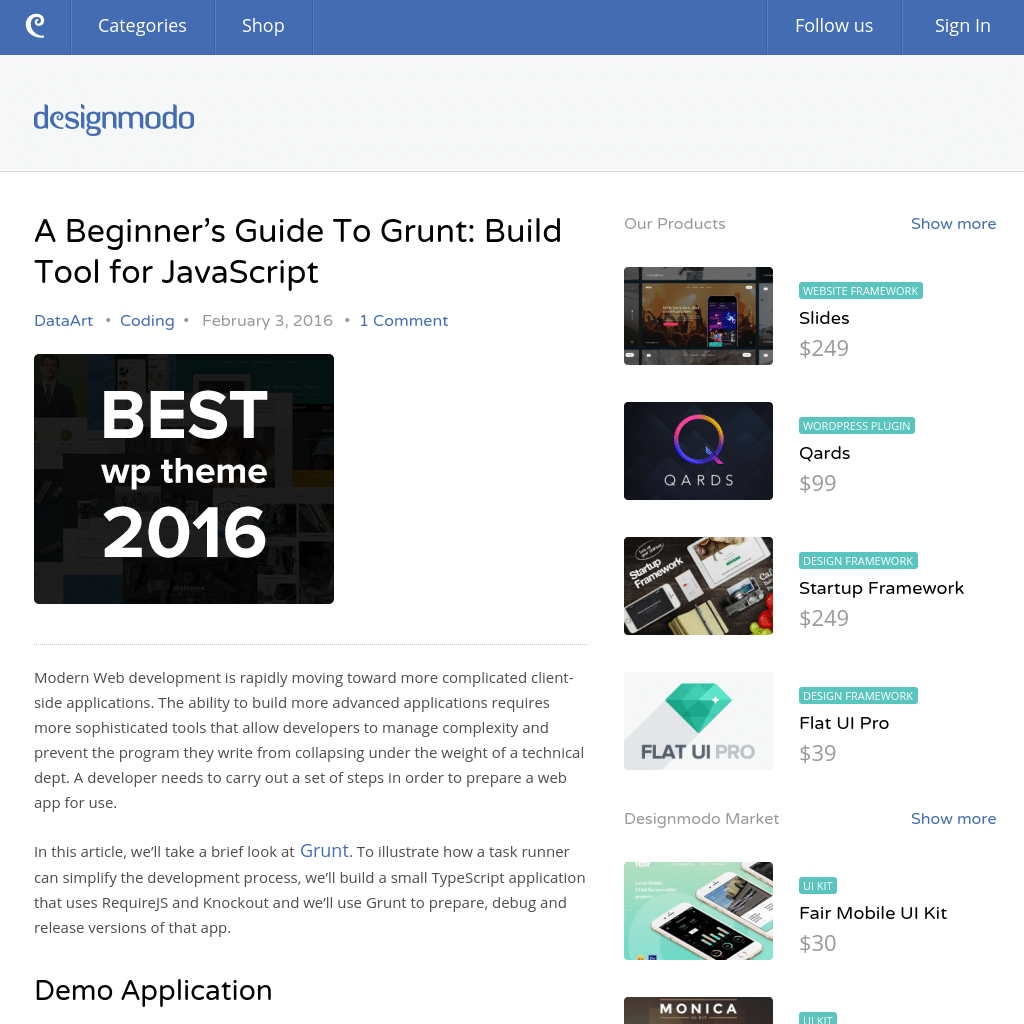 Categories
Shop
Follow us
Sign In
designmodo
A Beginner’s Guide To Grunt: Build
Tool for JavaScript
DataArt • Coding • February 3, 2016 • 1 Comment
BEST
wp theme
2016
Modern Web development is rapidly moving toward more complicated client-
side applications. The ability to build more advanced applications requires
more sophisticated tools that allow developers to manage complexity and
prevent the program they write from collapsing under the weight of a technical
dept. A developer needs to carry out a set of steps in order to prepare a web
app for use.
In this article, we’ll take a brief look at Grunt. To illustrate how a task runner
can simplify the development process, we’ll build a small TypeScript application
that uses RequireJS and Knockout and we’ll use Grunt to prepare, debug and
release versions of that app.
Demo Application
Our Products
Show more
WEBSITE FRAMEWORK
Slides
$249
QARDS
WORDPRESS PLUGIN
Qards
$99
Startup
Framework
DESIGN FRAMEWORK
Startup Framework
$249
FLAT UI PRO
DESIGN FRAMEWORK
Flat UI Pro
$39
Designmodo Market
Show more
UI KIT
Fair Mobile UI Kit
$30
MONICA
UI KIT
UI KIT